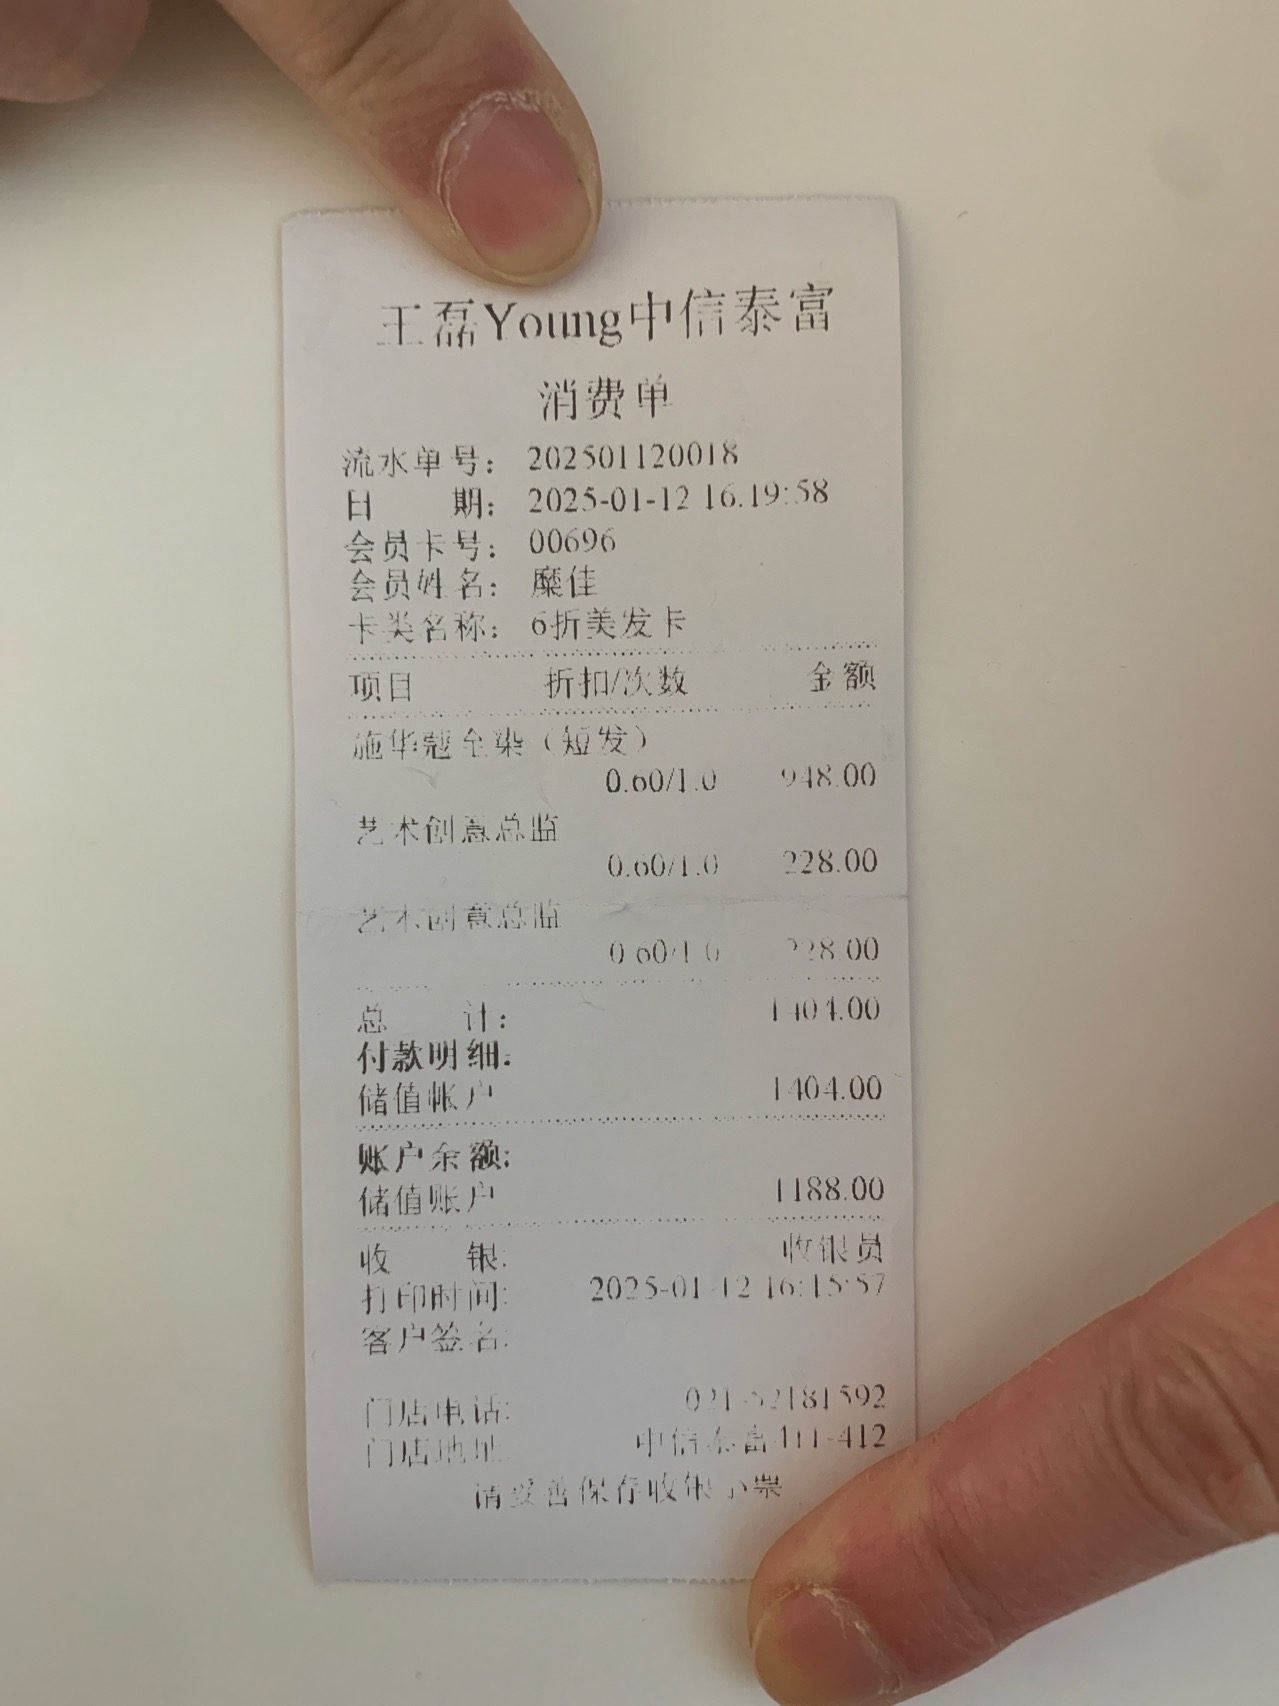 王磊Young中信泰富
消费单
流水单号: 202501120018
日 期: 2025-01-12 16.19:58
会员卡号: 00696
会员姓名: 糜佳
卡类名称: 6折美发卡
项目 折扣/次数 金额
施华蔻全染（短发）
0.60/1.0 948.00
艺术创意总监
0.60/1.0 228.00
艺术创意总监
0.60/1.0 228.00
总 计: 1404.00
付款明细:
储值帐户 1404.00
账户余额:
储值账户 1188.00
收 银: 收银员
打印时间: 2025-01-12 16:15:57
客户签名:
门店电话: 021-52181592
门店地址: 中信泰富411-412
请妥善保存收银小票